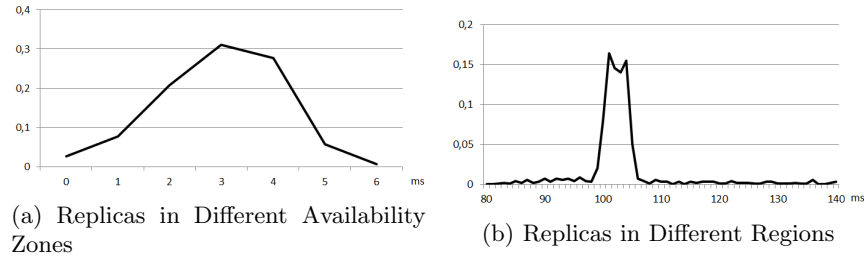 0,4
0,3
0,2
0,1
0
0 1 2 3 4 5 6 ms
(a) Replicas in Different Availability
Zones
0,2
0,15
0,1
0,05
0
80 90 100 110 120 130 140 ms
(b) Replicas in Different Regions